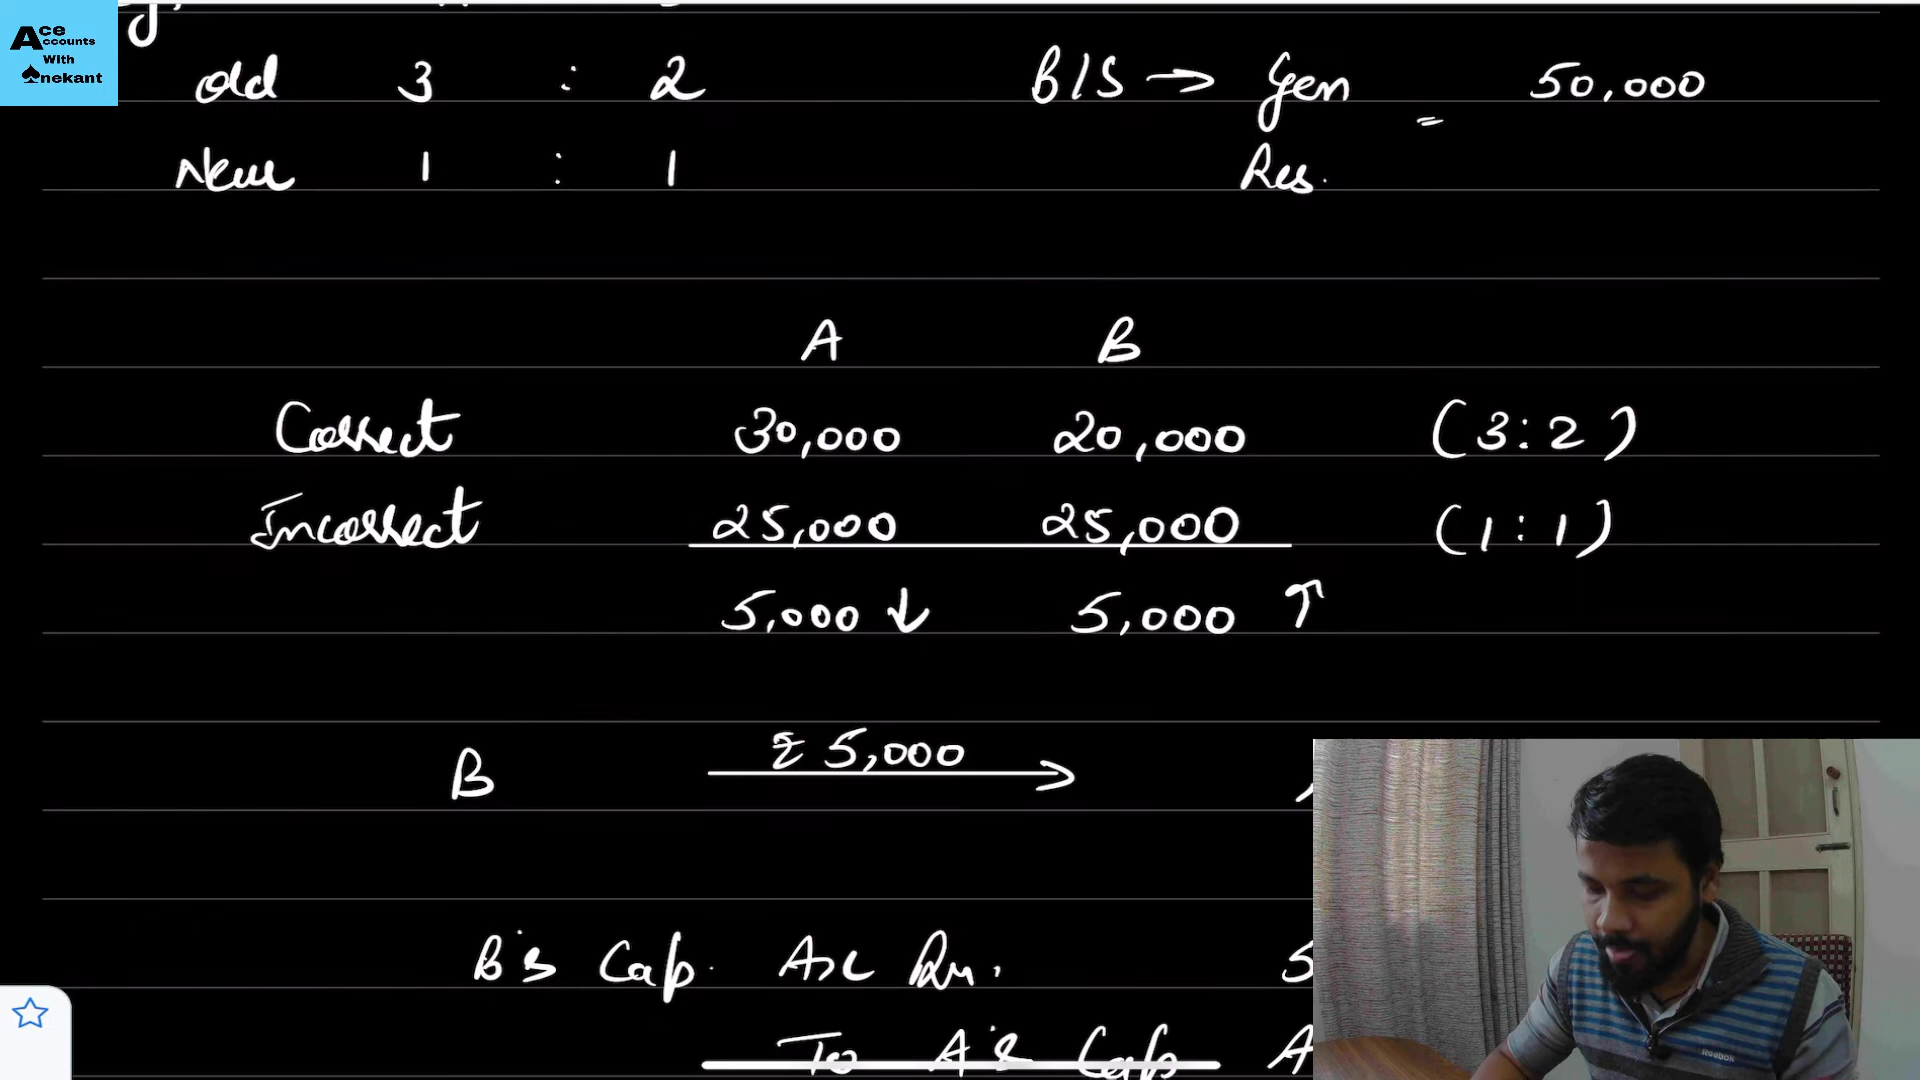 Ace
Accounts
With
Anekant
Old 3 : 2 B/S → Gen = 50,000
New 1 : 1 Res.
A B
Correct 30,000 20,000 (3:2)
Incorrect 25,000 25,000 (1:1)
5,000 ↓ 5,000 ↑
B ₹ 5,000 →
B's Cap. A/c Dr. 5
To A's Cap A
Reebok